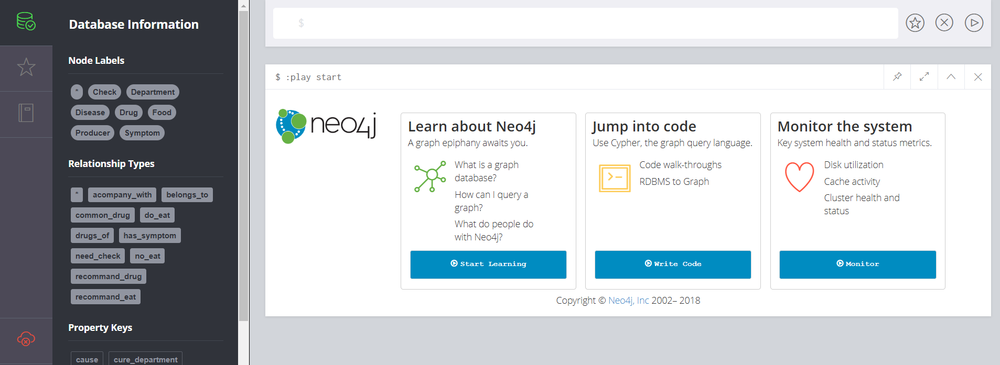 Database Information
Node Labels
* Check Department
Disease Drug Food
Producer Symptom
Relationship Types
* acompany_with belongs_to
common_drug do_eat
drugs_of has_symptom
need_check no_eat
recommand_drug
recommand_eat
Property Keys
cause cure_department
$
$ :play start
neo4j
Learn about Neo4j
A graph epiphany awaits you.
What is a graph
database?
How can I query a
graph?
What do people do
with Neo4j?
Start Learning
Jump into code
Use Cypher, the graph query language.
Code walk-throughs
RDBMS to Graph
Write Code
Monitor the system
Key system health and status metrics.
Disk utilization
Cache activity
Cluster health and
status
Monitor
Copyright © Neo4j, Inc 2002– 2018